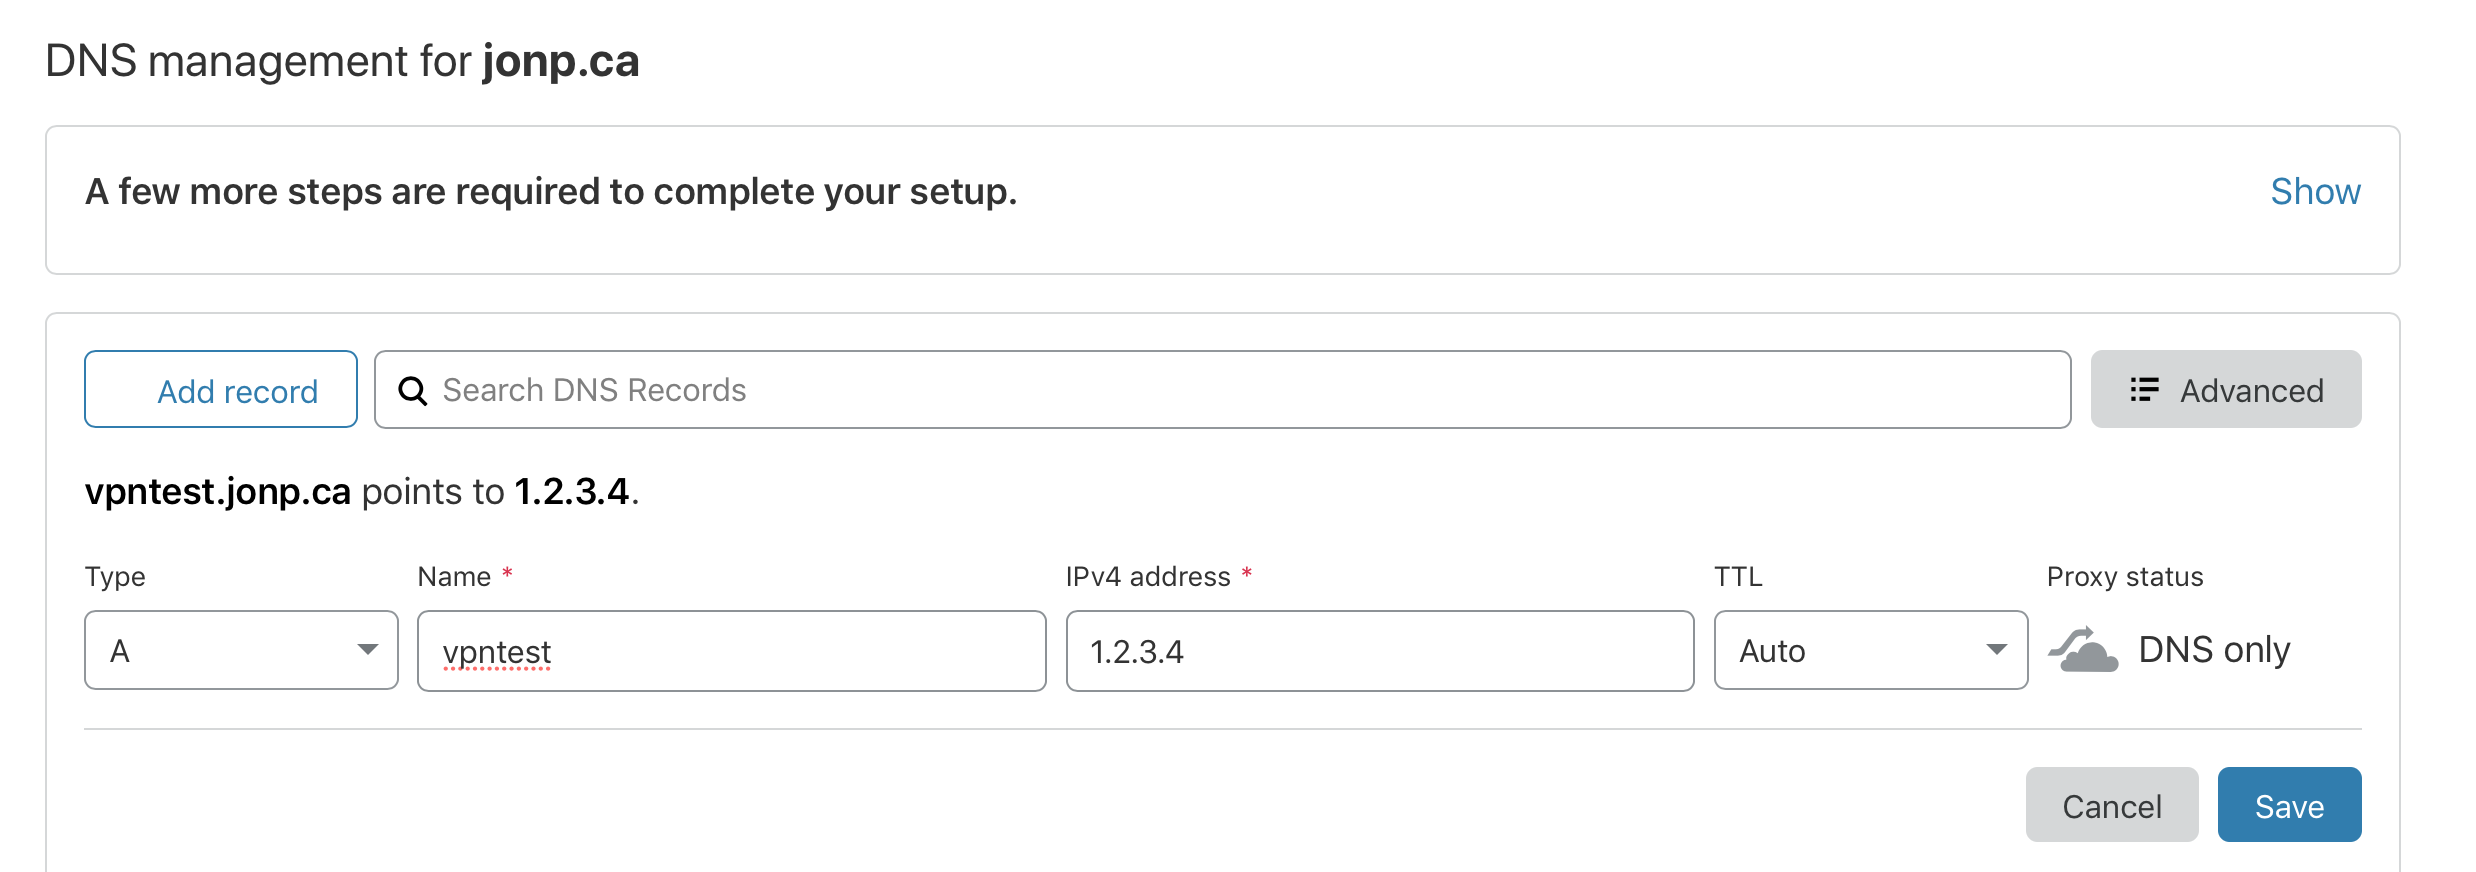 DNS management for jonp.ca
A few more steps are required to complete your setup.
Show
Add record
Search DNS Records
Advanced
vpntest.jonp.ca points to 1.2.3.4.
Type
Name *
IPv4 address *
TTL
Proxy status
A
vpntest
1.2.3.4
Auto
DNS only
Cancel
Save